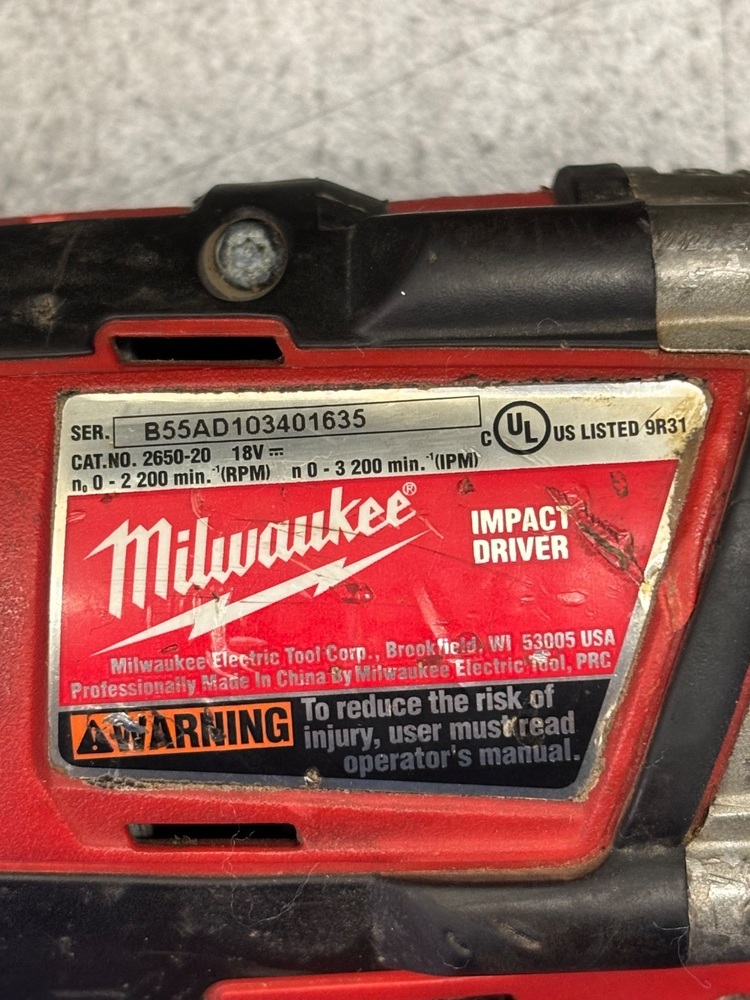 SER. B55AD103401635
CAT.NO. 2650-20 18V ⎓
n₀ 0 - 2 200 min.⁻¹(RPM) n 0 - 3 200 min.⁻¹(IPM)
C UL US LISTED 9R31
Milwaukee®
IMPACT
DRIVER
Milwaukee Electric Tool Corp., Brookfield, WI 53005 USA
Professionally Made In China By Milwaukee Electric Tool, PRC
WARNING
To reduce the risk of
injury, user must read
operator's manual.